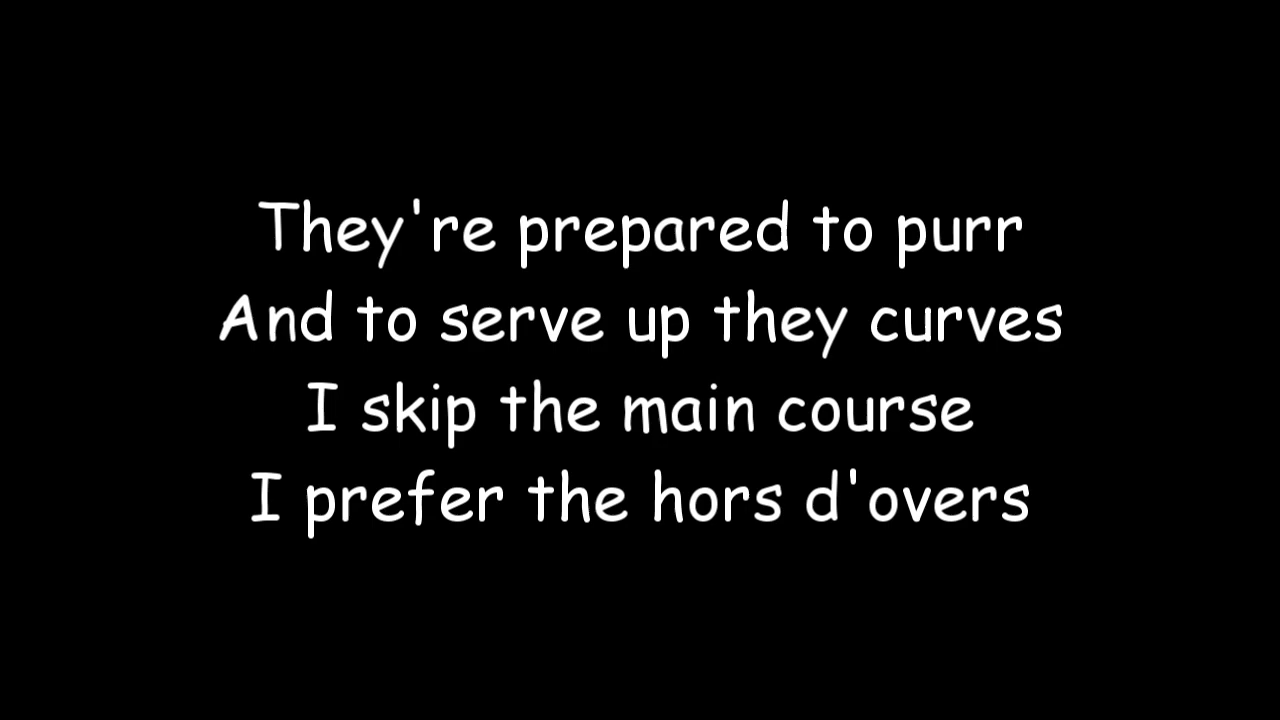 They're prepared to purr
And to serve up they curves
I skip the main course
I prefer the hors d'overs